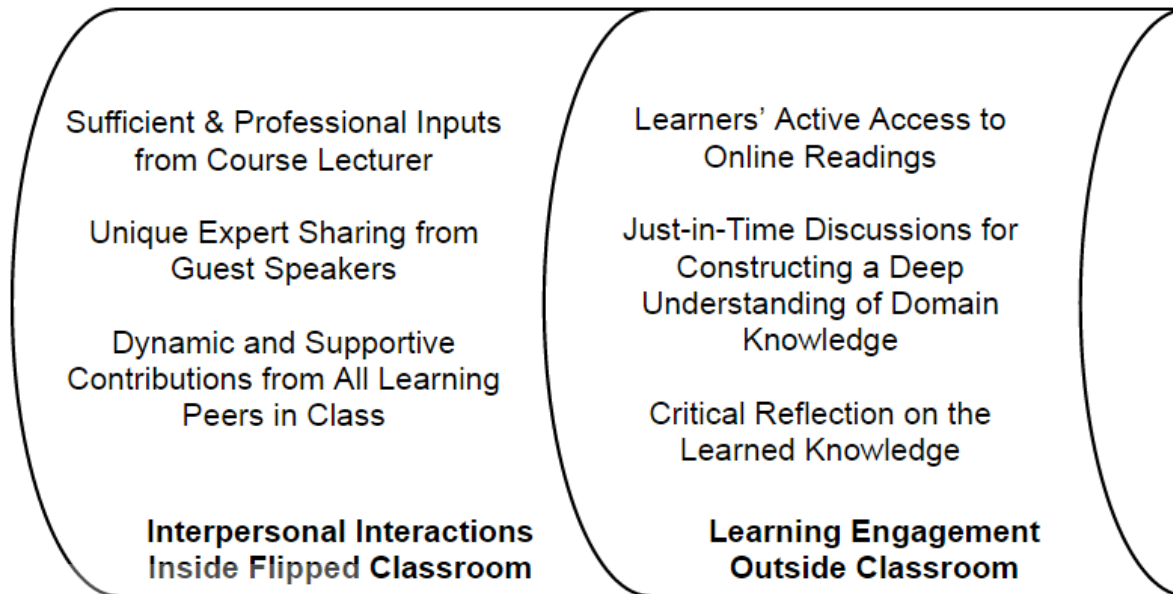 Sufficient & Professional Inputs
from Course Lecturer
Unique Expert Sharing from
Guest Speakers
Dynamic and Supportive
Contributions from All Learning
Peers in Class
Interpersonal Interactions
Inside Flipped Classroom
Learners' Active Access to
Online Readings
Just-in-Time Discussions for
Constructing a Deep
Understanding of Domain
Knowledge
Critical Reflection on the
Learned Knowledge
Learning Engagement
Outside Classroom